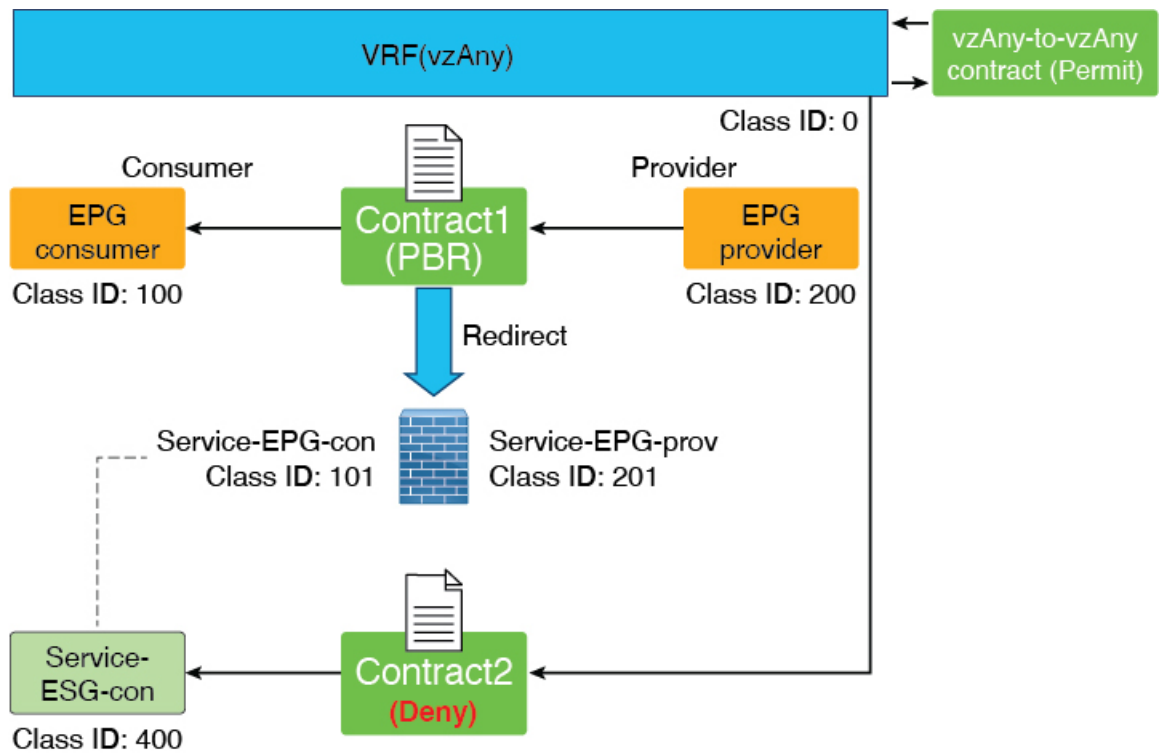 VRF(vzAny)
vzAny-to-vzAny
contract (Permit)
Class ID: 0
Consumer
Provider
EPG
consumer
Contract1
(PBR)
EPG
provider
Class ID: 100
Class ID: 200
Redirect
Service-EPG-con
Class ID: 101
Service-EPG-prov
Class ID: 201
Service-
ESG-con
Contract2
(Deny)
Class ID: 400